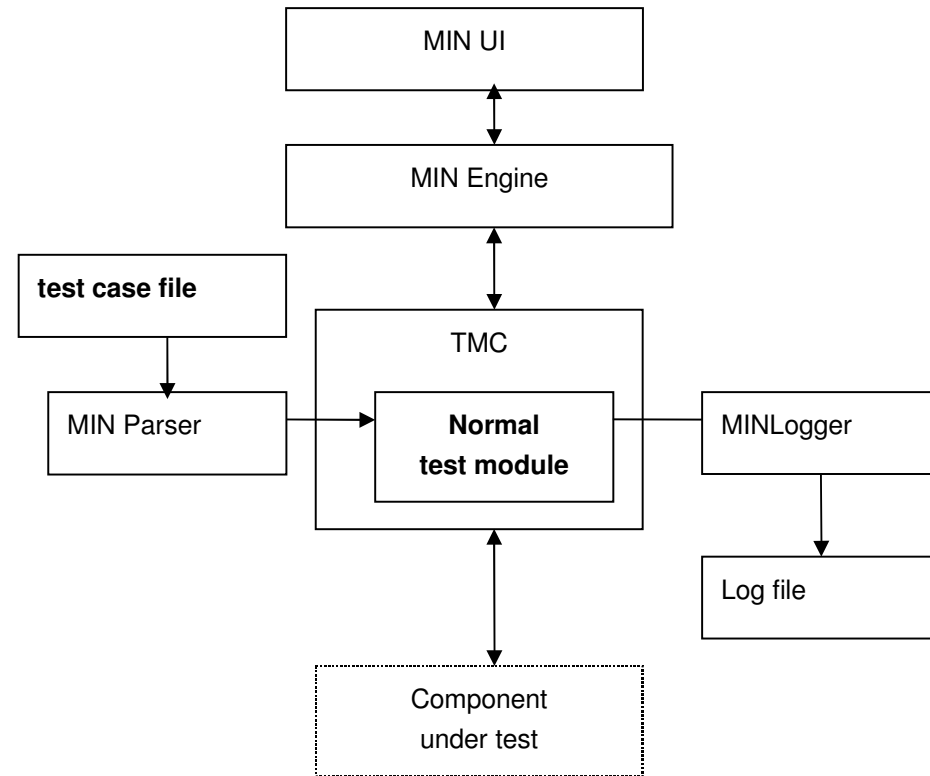 MIN UI
MIN Engine
test case file
TMC
MIN Parser
Normal
test module
MINLogger
Log file
Component
under test